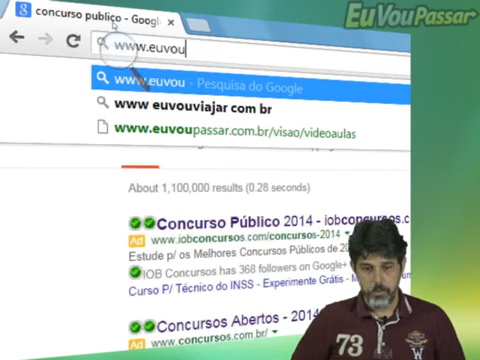 EuVouPassar
concurso publico - Googl
www.euvou
www.euvou - Pesquisa do Google
www euvouviajar com br
www.euvoupassar.com.br/visao/videoaulas
About 1,100,000 results (0.28 seconds)
Concurso Público 2014 - iobconcursos.c
Ad www.iobconcursos.com/concursos-2014
Estude p/ os Melhores Concursos Públicos de 20
IOB Concursos has 368 followers on Google+
Curso P/ Técnico do INSS - Experimente Grátis - M
Concursos Abertos - 2014
Ad www.com.br/
73